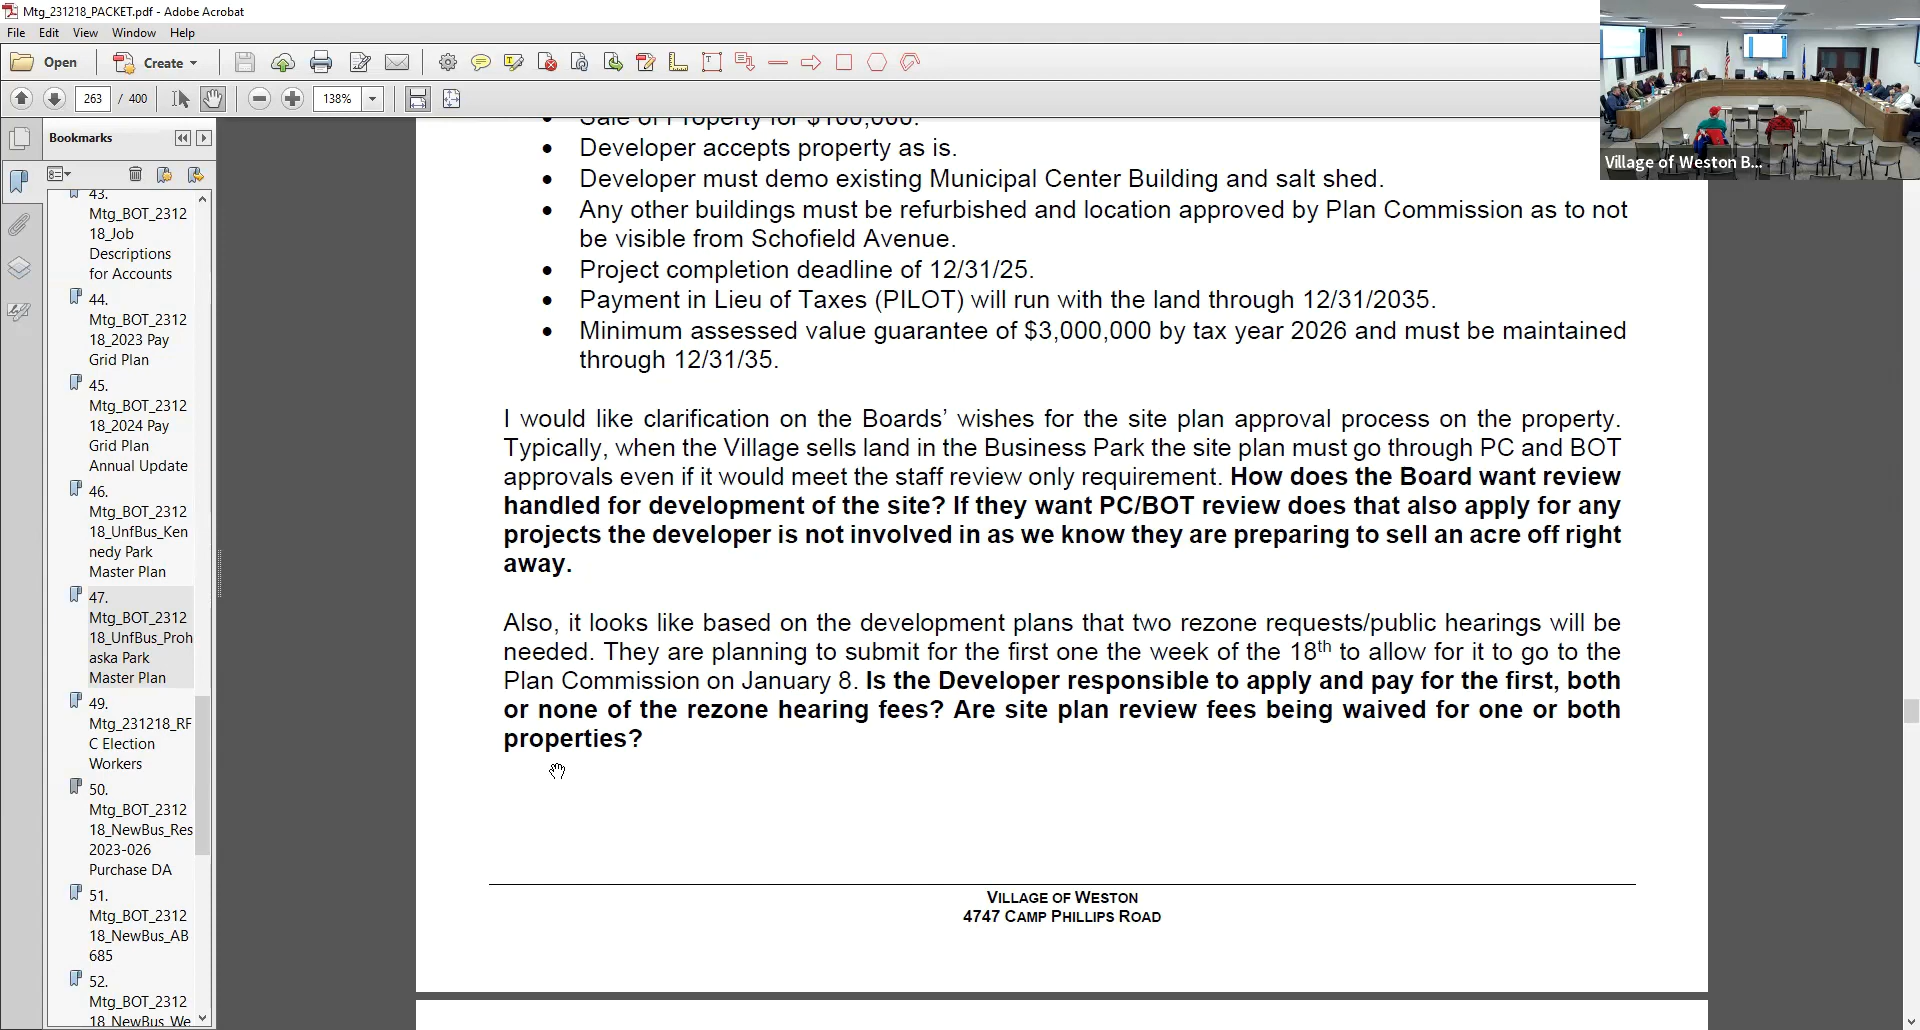 Mtg_231218_PACKET.pdf - Adobe Acrobat
File Edit View Window Help
Open
Create
263 / 400
138%
Bookmarks
43.
Mtg_BOT_2312
18_Job
Descriptions
for Accounts
44.
Mtg_BOT_2312
18_2023 Pay
Grid Plan
45.
Mtg_BOT_2312
18_2024 Pay
Grid Plan
Annual Update
46.
Mtg_BOT_2312
18_UnfBus_Ken
nedy Park
Master Plan
47.
Mtg_BOT_2312
18_UnfBus_Proh
aska Park
Master Plan
49.
Mtg_231218_RF
C Election
Workers
50.
Mtg_BOT_2312
18_NewBus_Res
2023-026
Purchase DA
51.
Mtg_BOT_2312
18_NewBus_AB
685
52.
Mtg_BOT_2312
18_NewBus_We
• Sale of Property for $100,000.
• Developer accepts property as is.
• Developer must demo existing Municipal Center Building and salt shed.
• Any other buildings must be refurbished and location approved by Plan Commission as to not
be visible from Schofield Avenue.
• Project completion deadline of 12/31/25.
• Payment in Lieu of Taxes (PILOT) will run with the land through 12/31/2035.
• Minimum assessed value guarantee of $3,000,000 by tax year 2026 and must be maintained
through 12/31/35.
I would like clarification on the Boards’ wishes for the site plan approval process on the property.
Typically, when the Village sells land in the Business Park the site plan must go through PC and BOT
approvals even if it would meet the staff review only requirement. How does the Board want review
handled for development of the site? If they want PC/BOT review does that also apply for any
projects the developer is not involved in as we know they are preparing to sell an acre off right
away.
Also, it looks like based on the development plans that two rezone requests/public hearings will be
needed. They are planning to submit for the first one the week of the 18th to allow for it to go to the
Plan Commission on January 8. Is the Developer responsible to apply and pay for the first, both
or none of the rezone hearing fees? Are site plan review fees being waived for one or both
properties?
VILLAGE OF WESTON
4747 CAMP PHILLIPS ROAD
Village of Weston B...